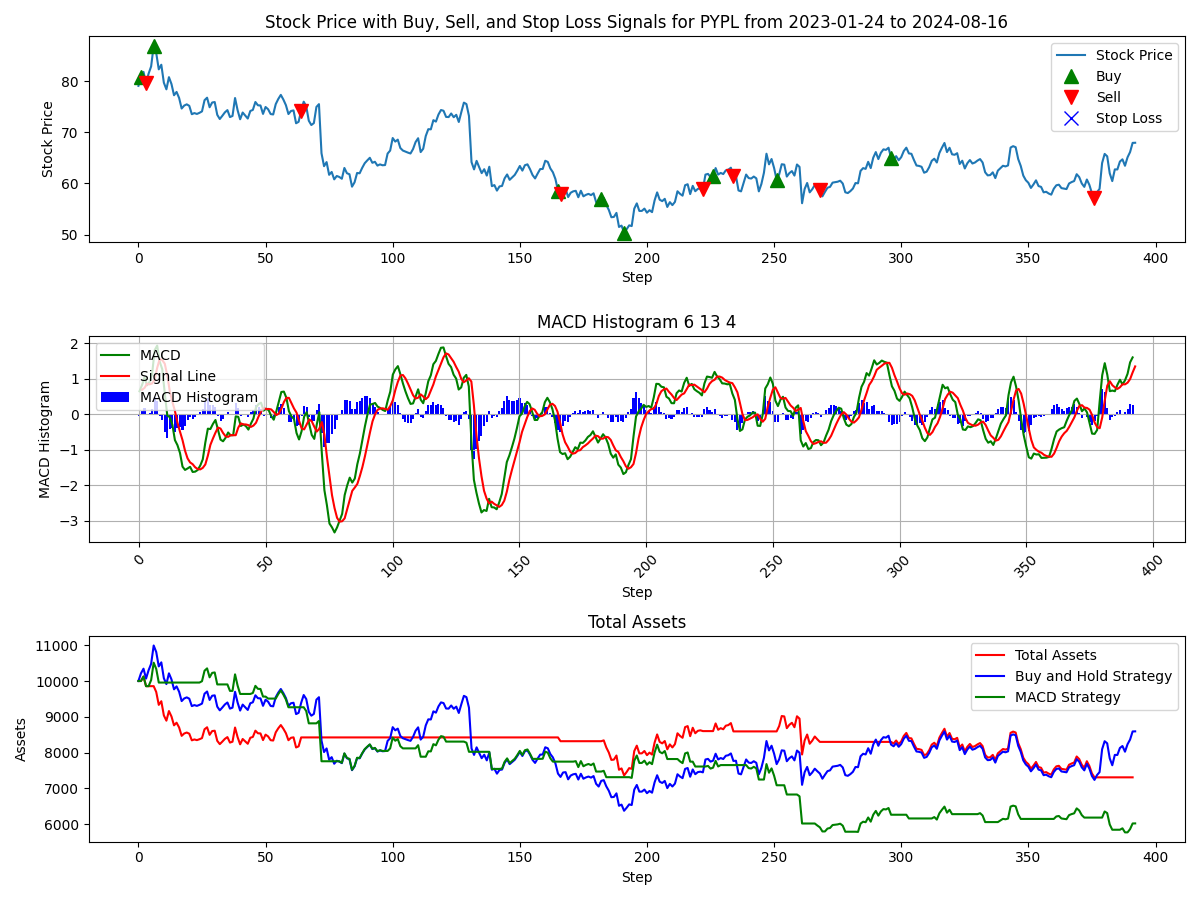 Stock Price with Buy, Sell, and Stop Loss Signals for PYPL from 2023-01-24 to 2024-08-16
Stock Price
80
70
60
50
Stock Price
Buy
Sell
Stop Loss
0 50 100 150 200 250 300 350 400
Step
MACD Histogram 6 13 4
MACD Histogram
2
1
0
−1
−2
−3
MACD
Signal Line
MACD Histogram
0 50 100 150 200 250 300 350 400
Step
Total Assets
Assets
11000
10000
9000
8000
7000
6000
Total Assets
Buy and Hold Strategy
MACD Strategy
0 50 100 150 200 250 300 350 400
Step